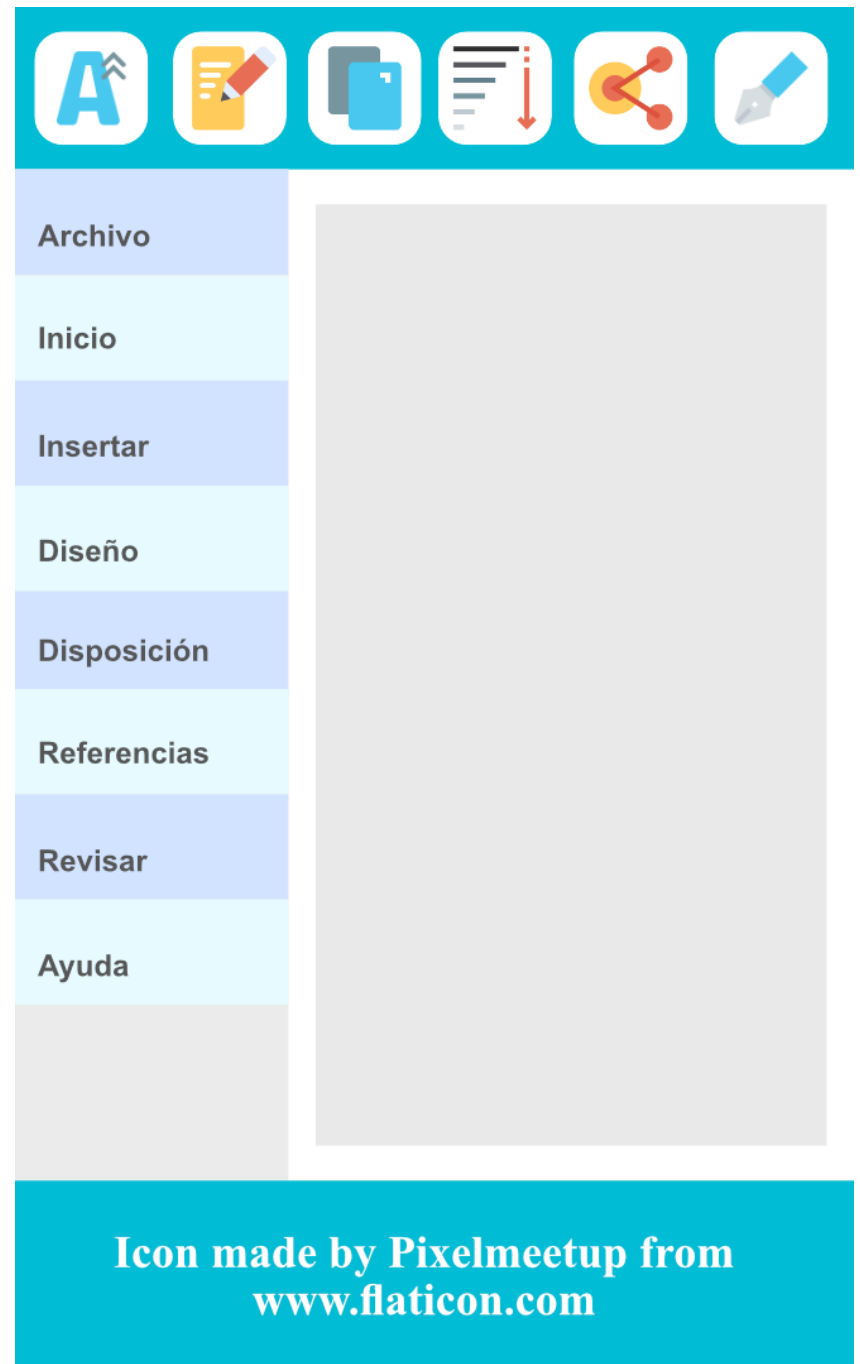 Archivo
Inicio
Insertar
Diseño
Disposición
Referencias
Revisar
Ayuda
Icon made by Pixelmeetup from
www.flaticon.com